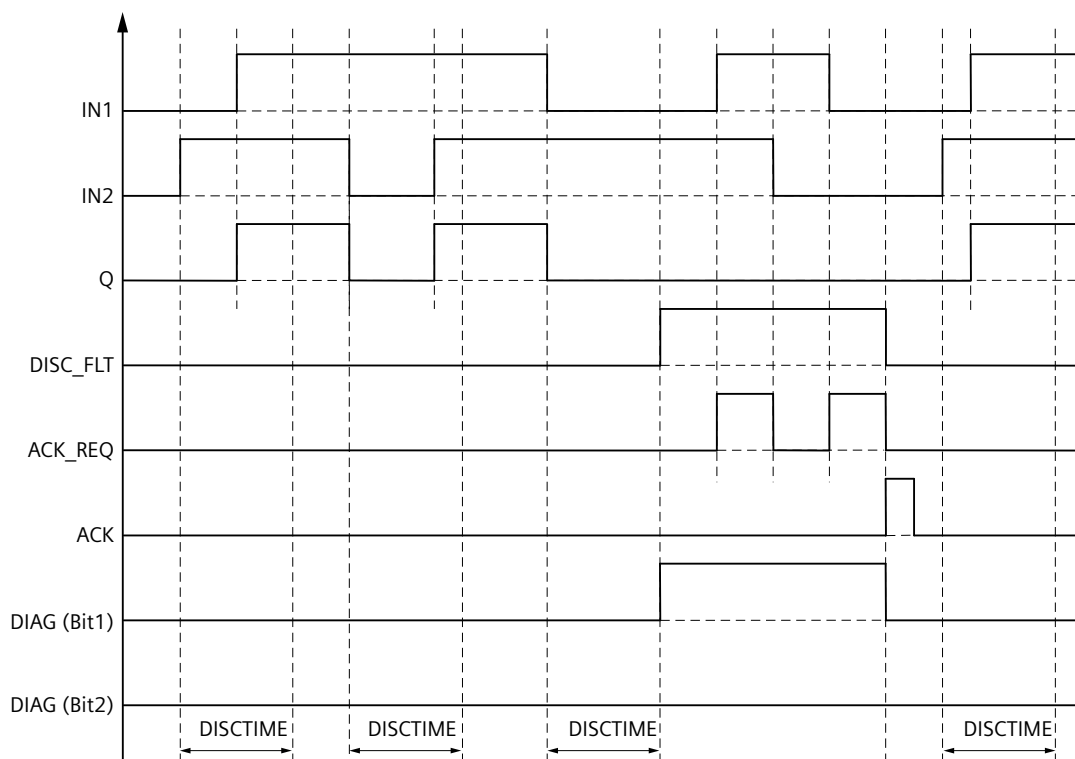 IN1
IN2
Q
DISC_FLT
ACK_REQ
ACK
DIAG (Bit1)
DIAG (Bit2)
DISCTIME DISCTIME DISCTIME DISCTIME